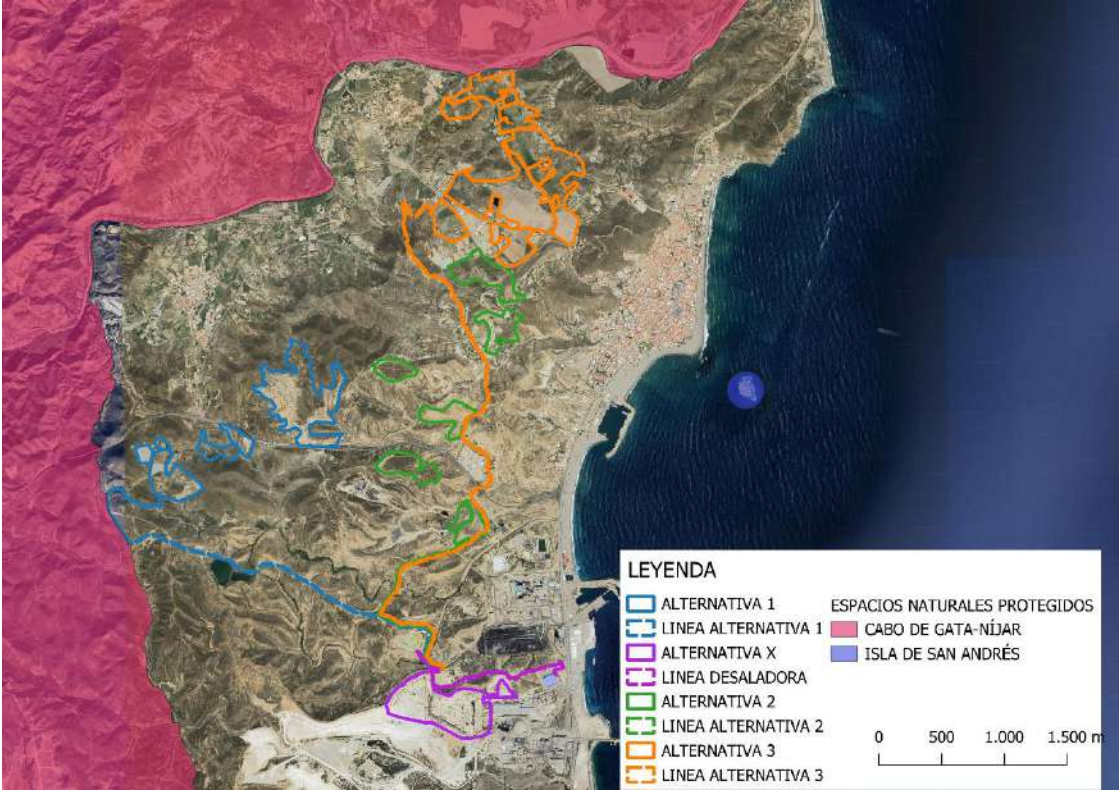 LEYENDA
ALTERNATIVA 1
LINEA ALTERNATIVA 1
ALTERNATIVA X
LINEA DESALADORA
ALTERNATIVA 2
LINEA ALTERNATIVA 2
ALTERNATIVA 3
LINEA ALTERNATIVA 3
ESPACIOS NATURALES PROTEGIDOS
CABO DE GATA-NÍJAR
ISLA DE SAN ANDRÉS
0 500 1.000 1.500 m